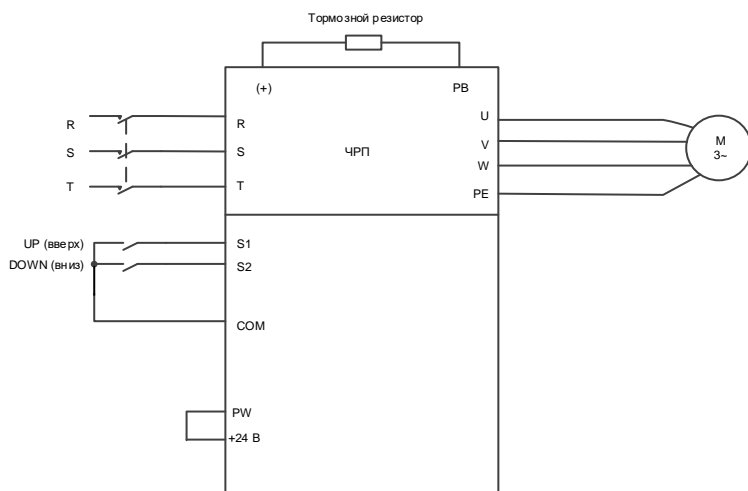 Тормозной резистор
(+)
PB
R
R
U
S
S
V
ЧРП
W
T
T
PE
M
3~
UP (вверх)
S1
DOWN (вниз)
S2
COM
PW
+24 В